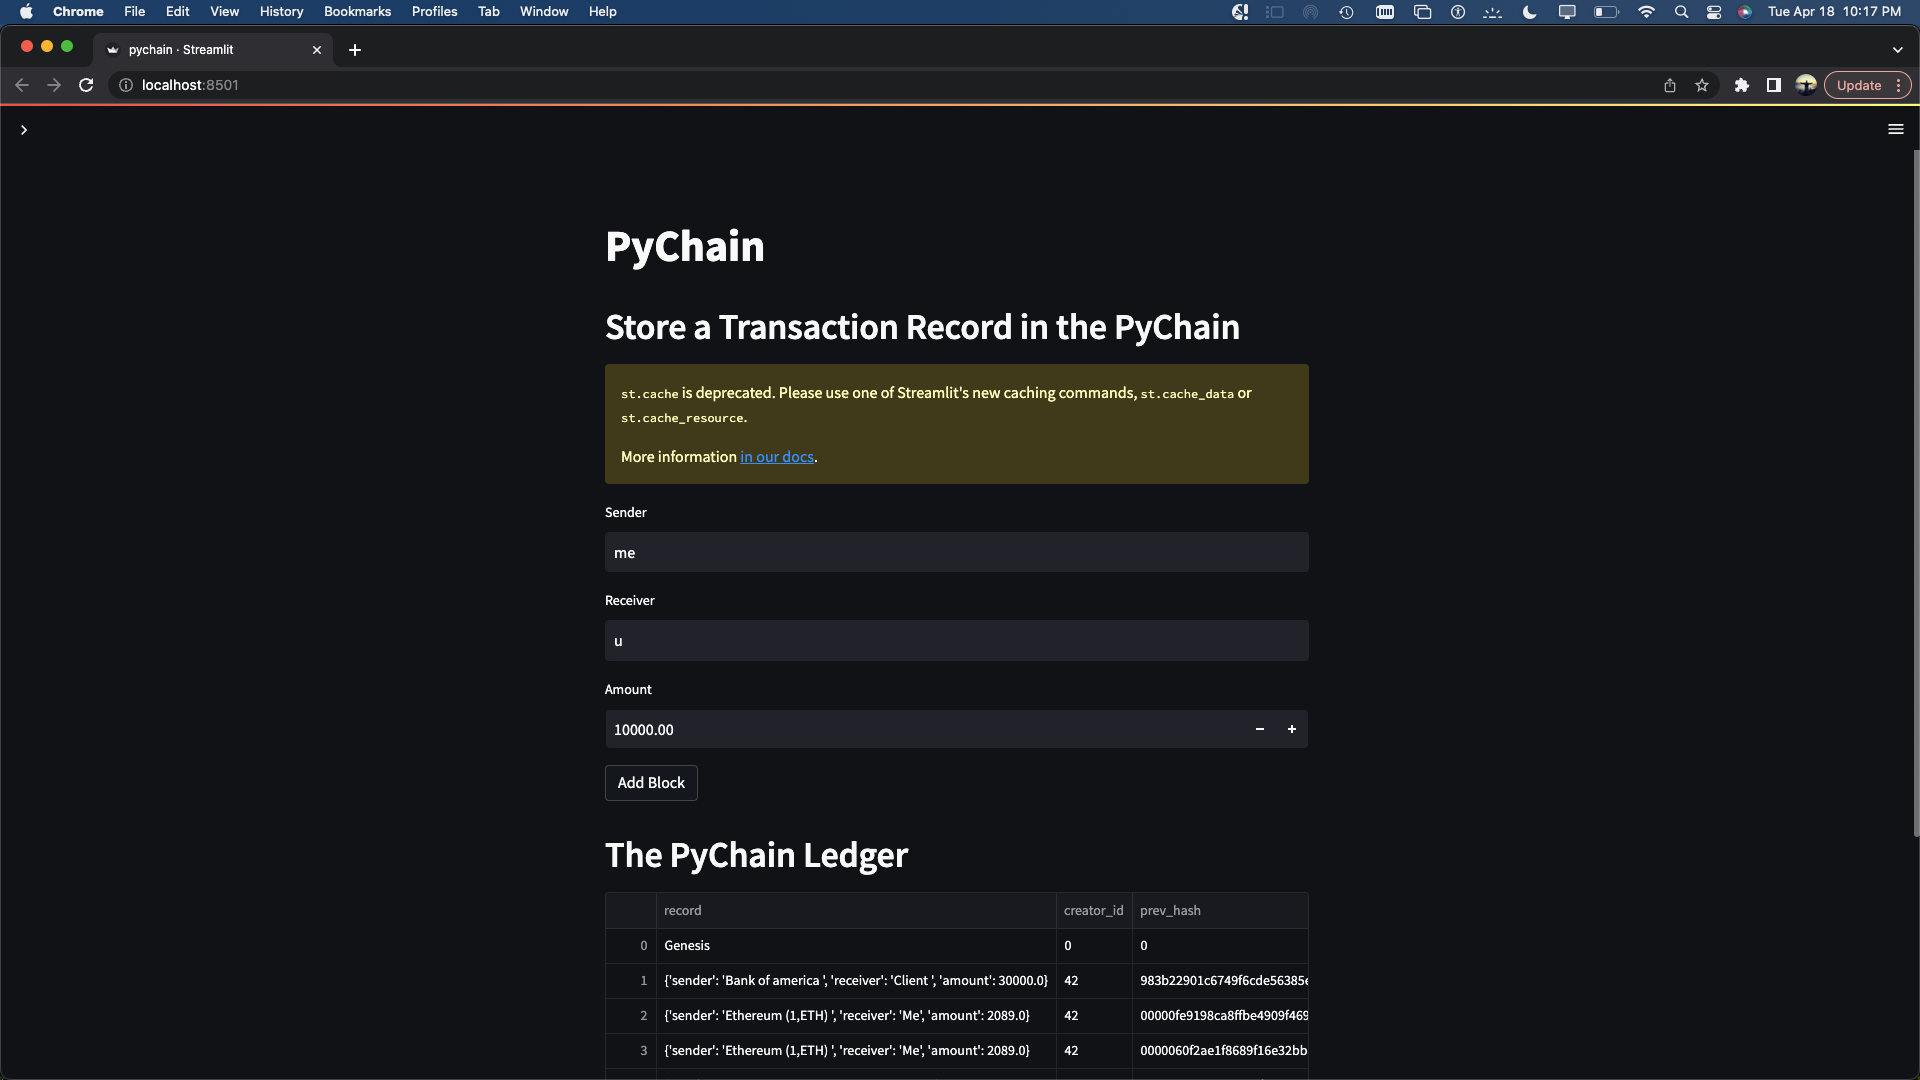 Chrome File Edit View History Bookmarks Profiles Tab Window Help Tue Apr 18 10:17 PM
pychain · Streamlit
localhost:8501 Update
PyChain
Store a Transaction Record in the PyChain
st.cache is deprecated. Please use one of Streamlit's new caching commands, st.cache_data or
st.cache_resource.
More information in our docs.
Sender
me
Receiver
u
Amount
10000.00
Add Block
The PyChain Ledger
record creator_id prev_hash
0 Genesis 0 0
1 {'sender': 'Bank of america ', 'receiver': 'Client ', 'amount': 30000.0} 42 983b22901c6749f6cde56385e
2 {'sender': 'Ethereum (1,ETH) ', 'receiver': 'Me', 'amount': 2089.0} 42 00000fe9198ca8ffbe4909f469
3 {'sender': 'Ethereum (1,ETH) ', 'receiver': 'Me', 'amount': 2089.0} 42 0000060f2ae1f8689f16e32bb